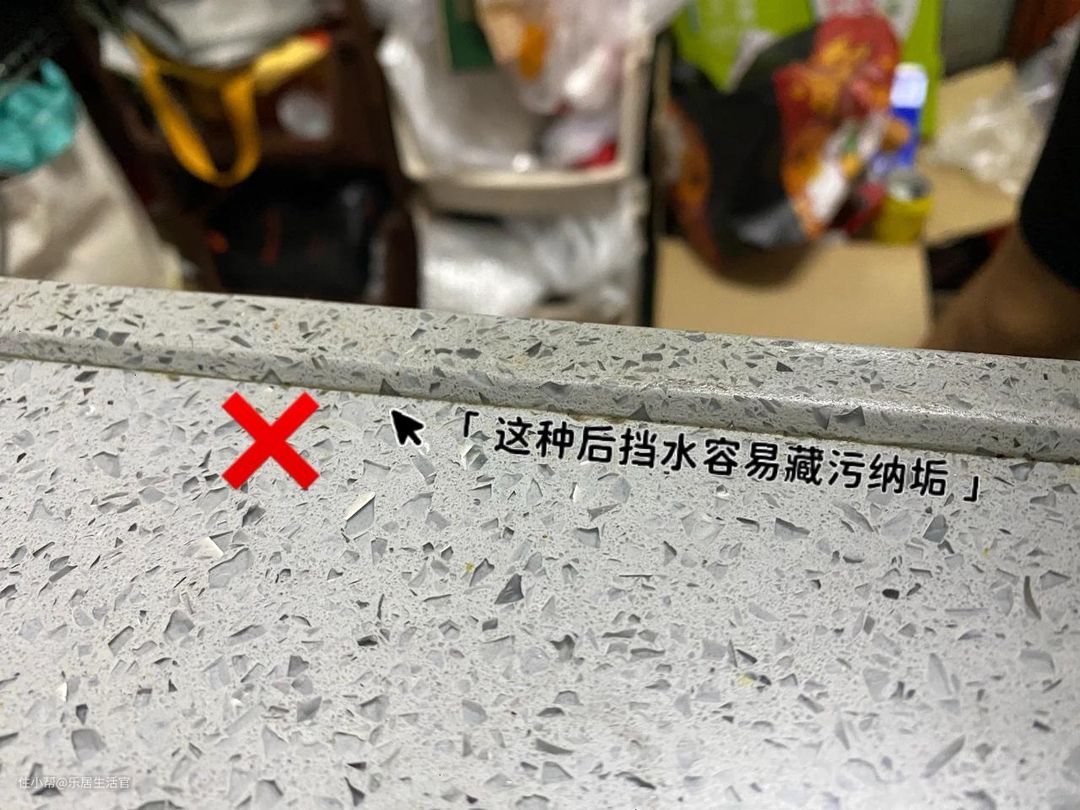 「 这种后挡水容易藏污纳垢 」
住小帮@乐居生活官